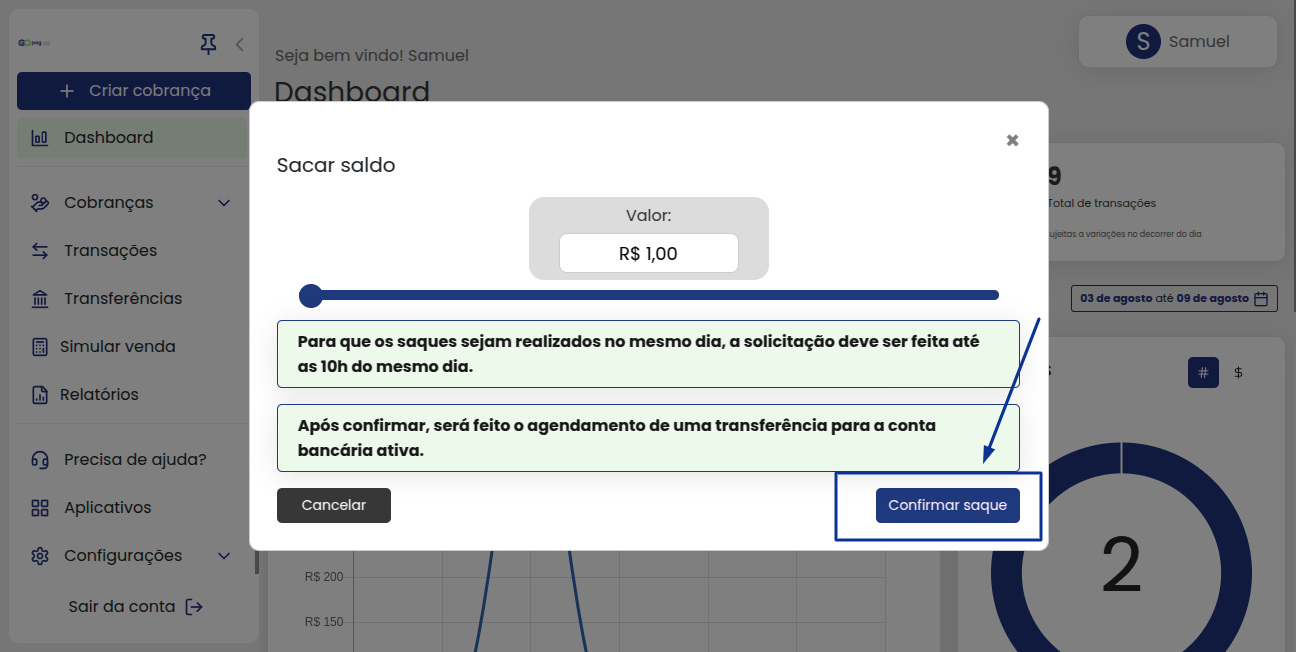 Seja bem vindo! Samuel
S Samuel
Criar cobrança
Dashboard
Dashboard
Sacar saldo
Valor:
R$ 1,00
Para que os saques sejam realizados no mesmo dia, a solicitação deve ser feita até
as 10h do mesmo dia.
Após confirmar, será feito o agendamento de uma transferência para a conta
bancária ativa.
Cancelar
Confirmar saque
Cobranças
Transações
Transferências
Simular venda
Relatórios
Precisa de ajuda?
Aplicativos
Configurações
Sair da conta
9
Total de transações
ujeitas a variações no decorrer do dia
03 de agosto até 09 de agosto
# $
2
R$ 200
R$ 150